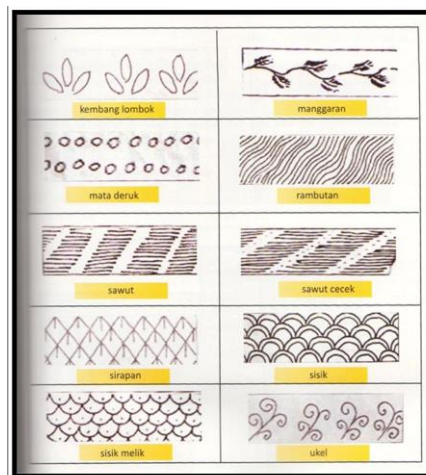 kembang lombok
manggaran
mata deruk
rambutan
sawut
sawut cecek
sirapan
sisik
sisik melik
ukel